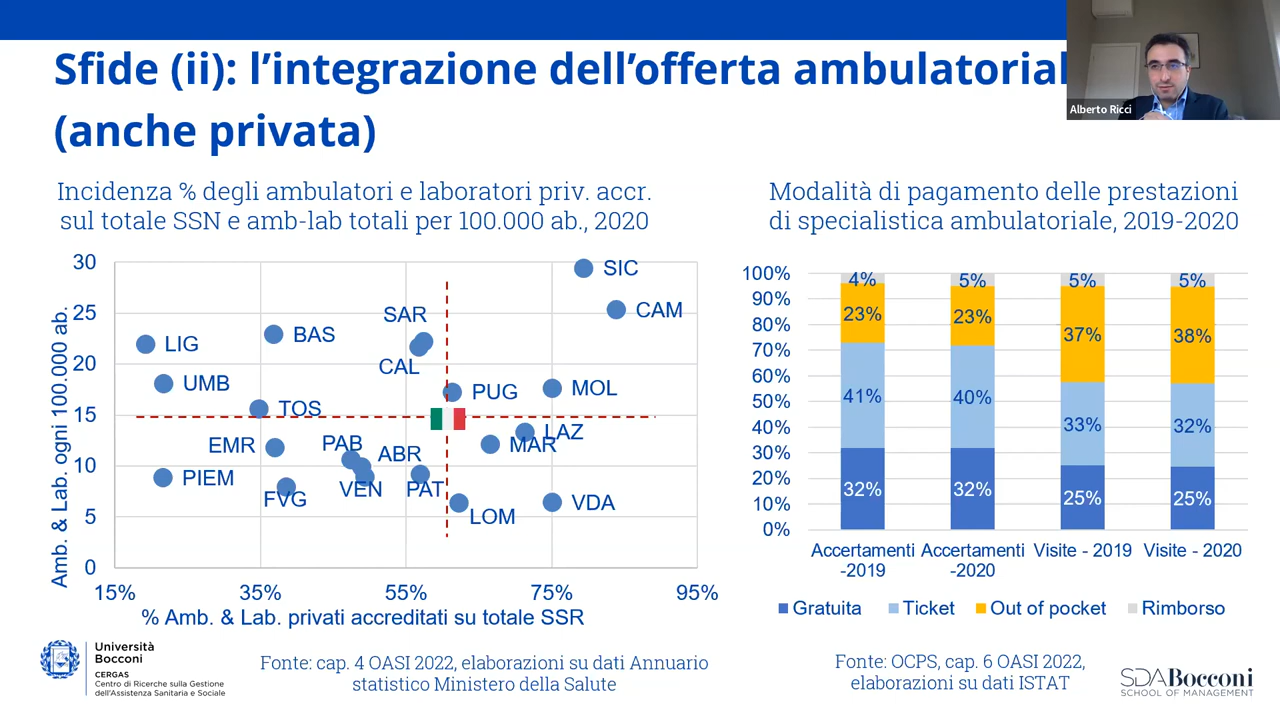 Sfide (ii): l’integrazione dell’offerta ambulatorial
(anche privata)
Alberto Ricci
Incidenza % degli ambulatori e laboratori priv. accr.
sul totale SSN e amb-lab totali per 100.000 ab., 2020
Amb. & Lab. ogni 100.000 ab.
30
25
20
15
10
5
0
SIC
CAM
SAR
BAS
LIG
CAL
UMB
PUG
MOL
TOS
LAZ
EMR
PAB
MAR
ABR
PIEM
VEN
PAT
FVG
LOM
VDA
15%
35%
55%
75%
95%
% Amb. & Lab. privati accreditati su totale SSR
Fonte: cap. 4 OASI 2022, elaborazioni su dati Annuario
statistico Ministero della Salute
Modalità di pagamento delle prestazioni
di specialistica ambulatoriale, 2019-2020
100%
90%
80%
70%
60%
50%
40%
30%
20%
10%
0%
4%
5%
5%
5%
23%
23%
37%
38%
41%
40%
33%
32%
32%
32%
25%
25%
Accertamenti
-2019
Accertamenti
-2020
Visite - 2019
Visite - 2020
Gratuita
Ticket
Out of pocket
Rimborso
Fonte: OCPS, cap. 6 OASI 2022,
elaborazioni su dati ISTAT
Università
Bocconi
CERGAS
Centro di Ricerche sulla Gestione
dell'Assistenza Sanitaria e Sociale
SDA Bocconi
SCHOOL OF MANAGEMENT